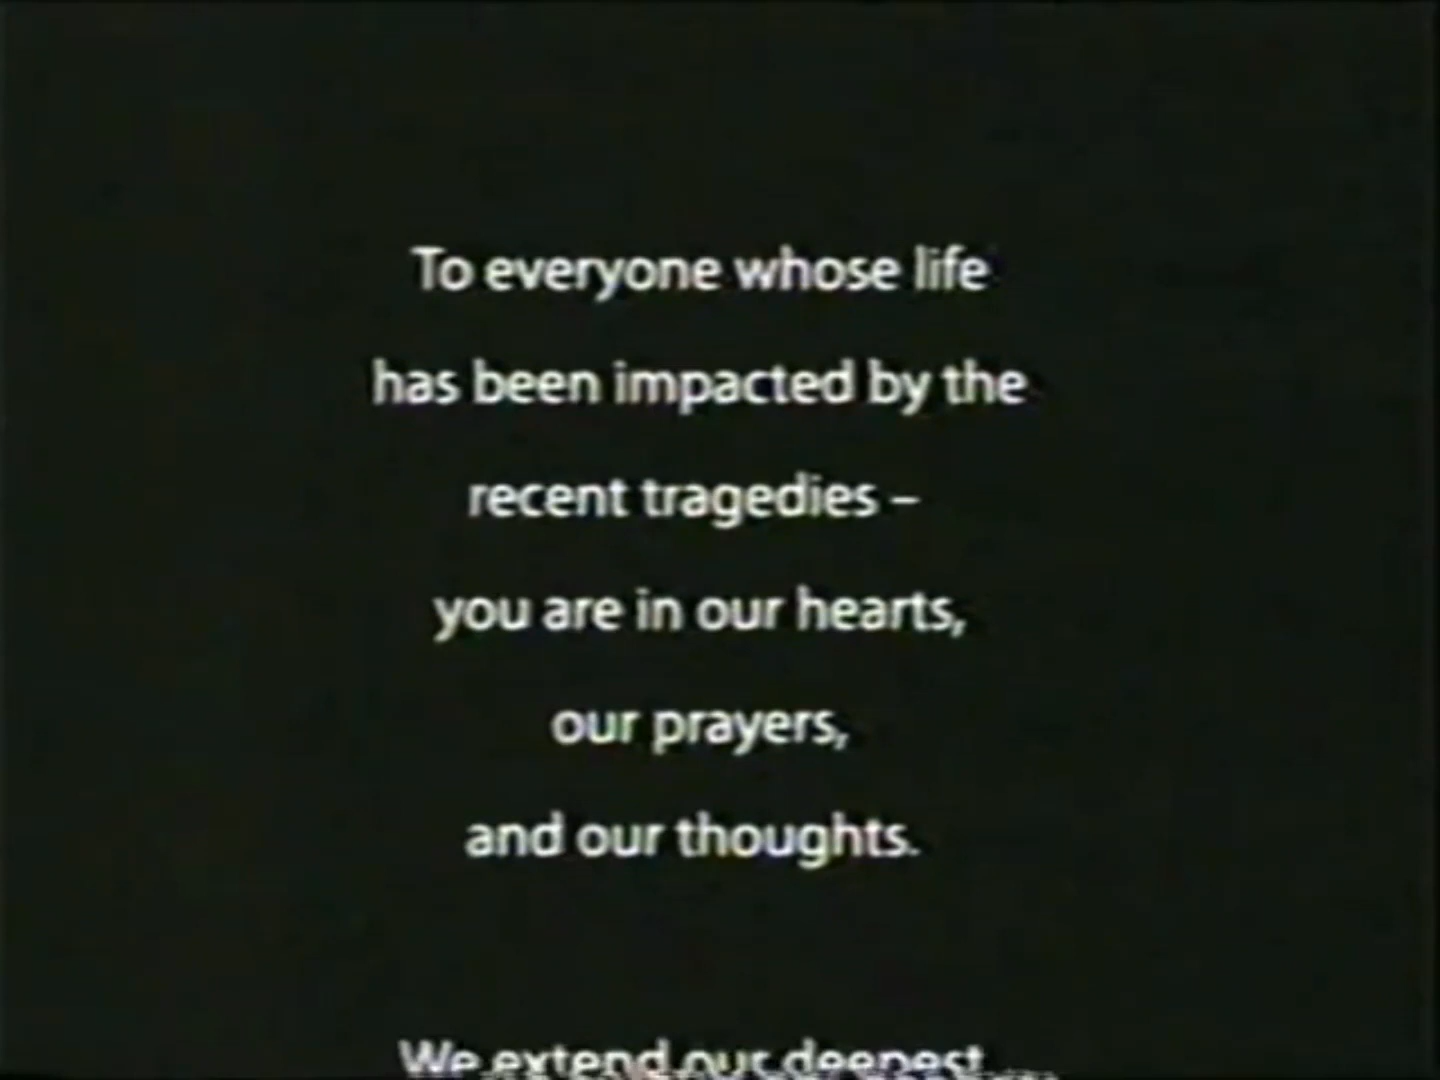 To everyone whose life
has been impacted by the
recent tragedies –
you are in our hearts,
our prayers,
and our thoughts.
We extend our deepest